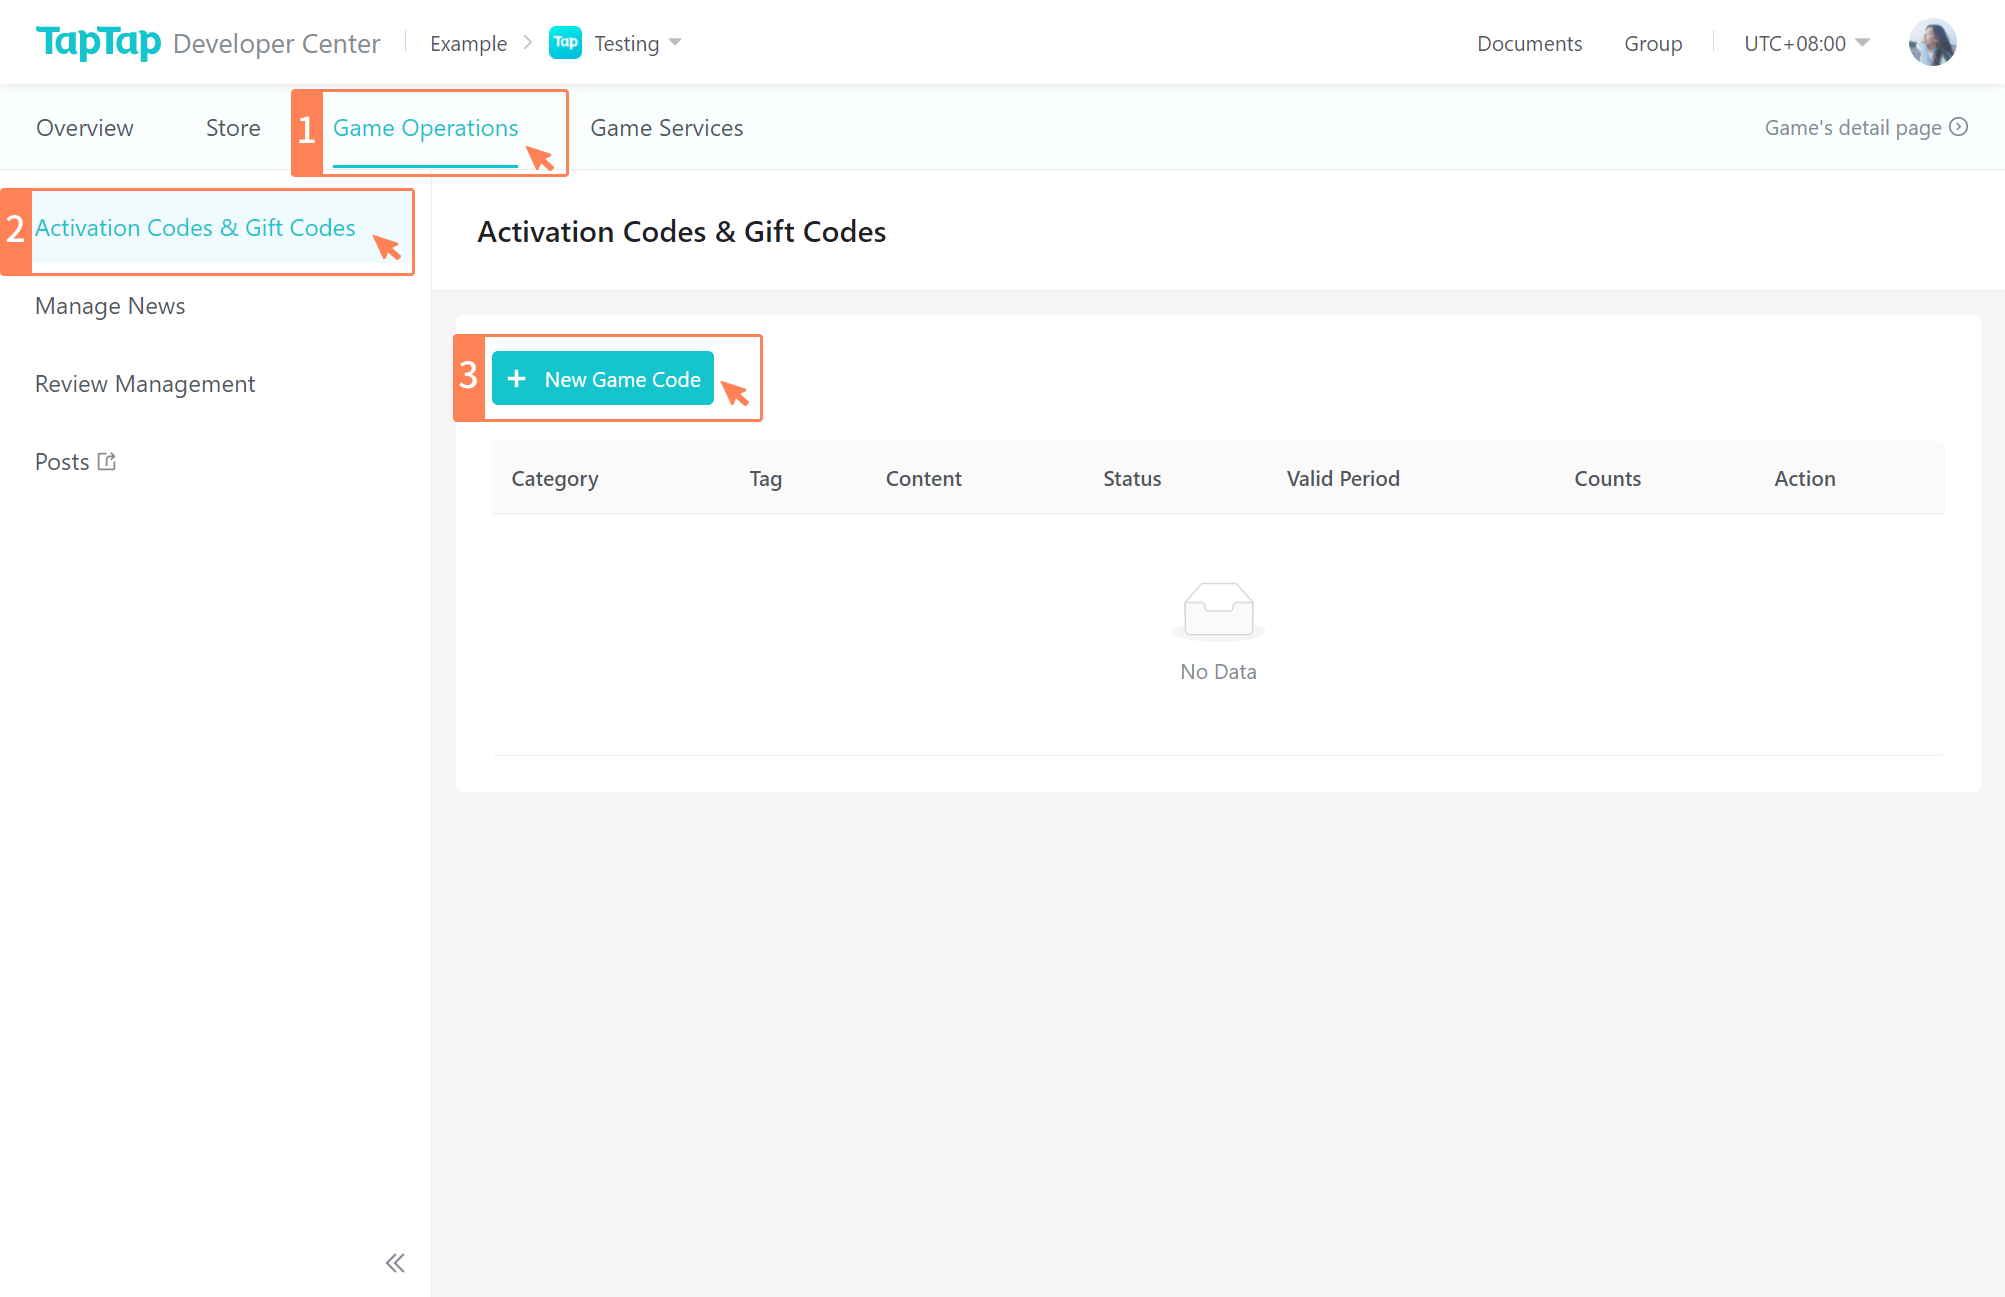 TapTap Developer Center Example Tap Testing Documents Group UTC+08:00
Overview Store 1 Game Operations Game Services Game's detail page
2 Activation Codes & Gift Codes
Manage News
Review Management
Posts
Activation Codes & Gift Codes
3 + New Game Code
Category Tag Content Status Valid Period Counts Action
No Data